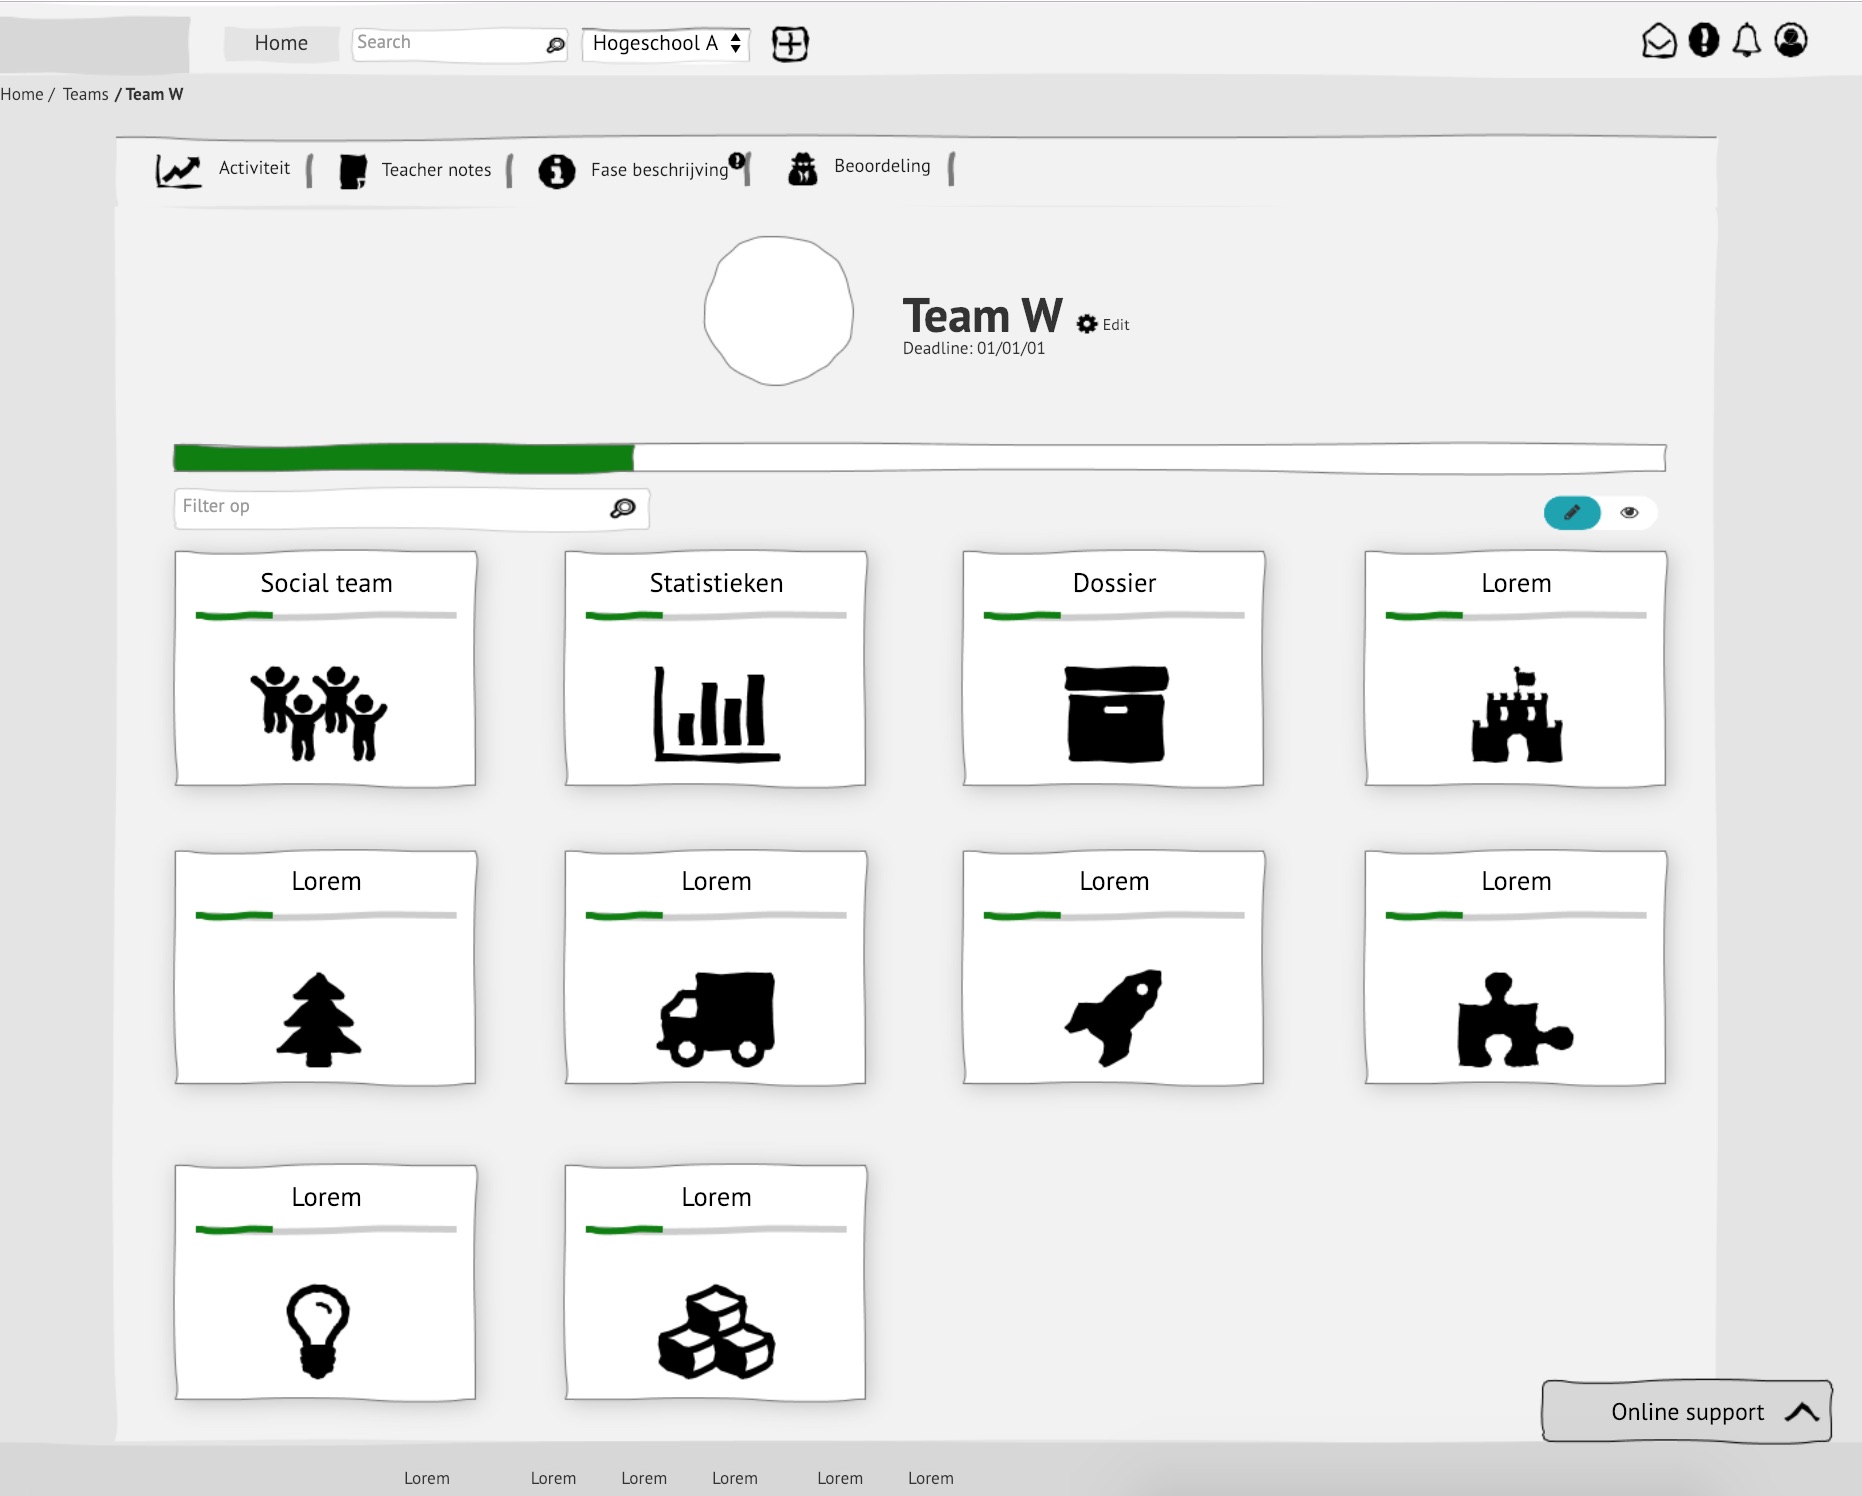 Home
Search
Hogeschool A
Home / Teams / Team W
Activiteit
Teacher notes
Fase beschrijving
Beoordeling
Team W
Edit
Deadline: 01/01/01
Filter op
Social team
Statistieken
Dossier
Lorem
Lorem
Lorem
Lorem
Lorem
Lorem
Lorem
Online support
Lorem
Lorem
Lorem
Lorem
Lorem
Lorem